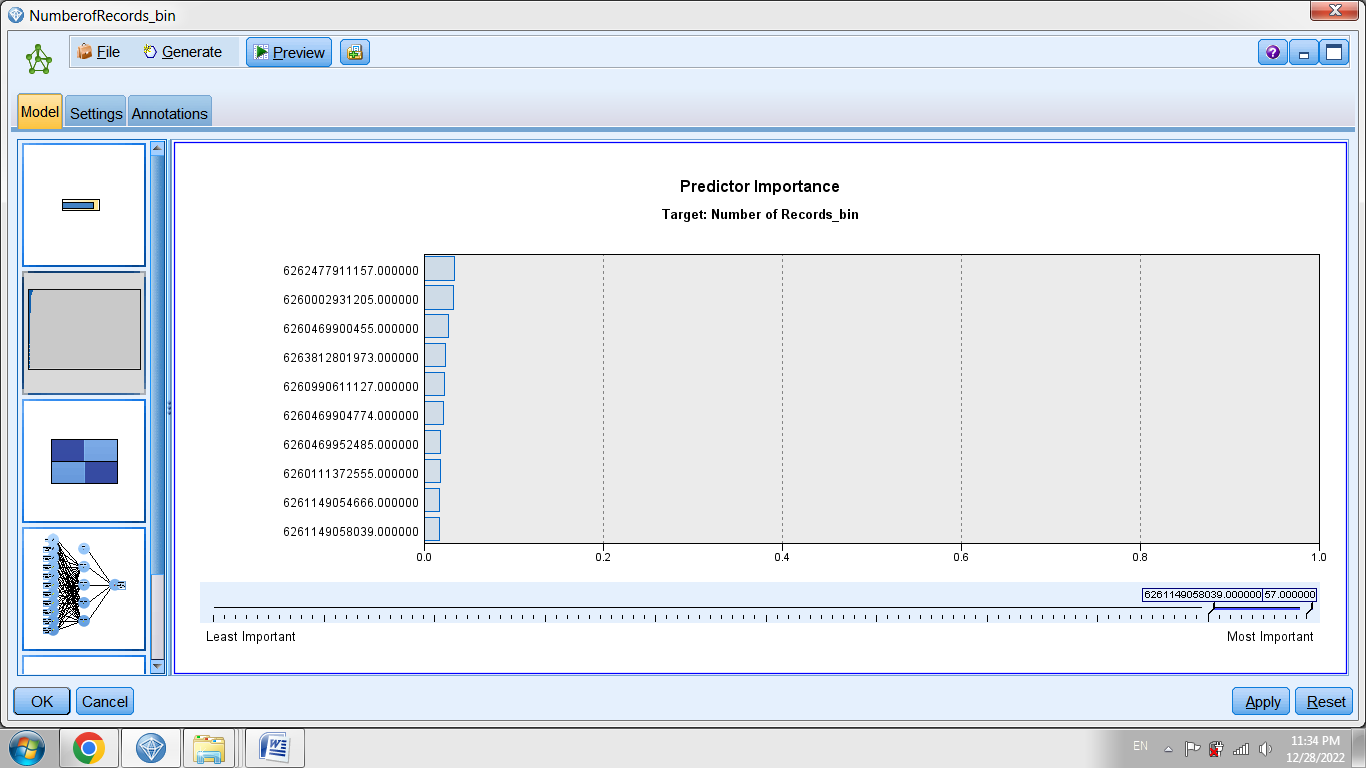 NumberofRecords_bin
File Generate Preview
Model Settings Annotations
Predictor Importance
Target: Number of Records_bin
6262477911157.000000
6260002931205.000000
6260469900455.000000
6263812801973.000000
6260990611127.000000
6260469904774.000000
6260469952485.000000
6260111372555.000000
6261149054666.000000
6261149058039.000000
0.0 0.2 0.4 0.6 0.8 1.0
6261149058039.000000 57.000000
Least Important Most Important
OK Cancel Apply Reset
EN 11:34 PM
12/28/2022